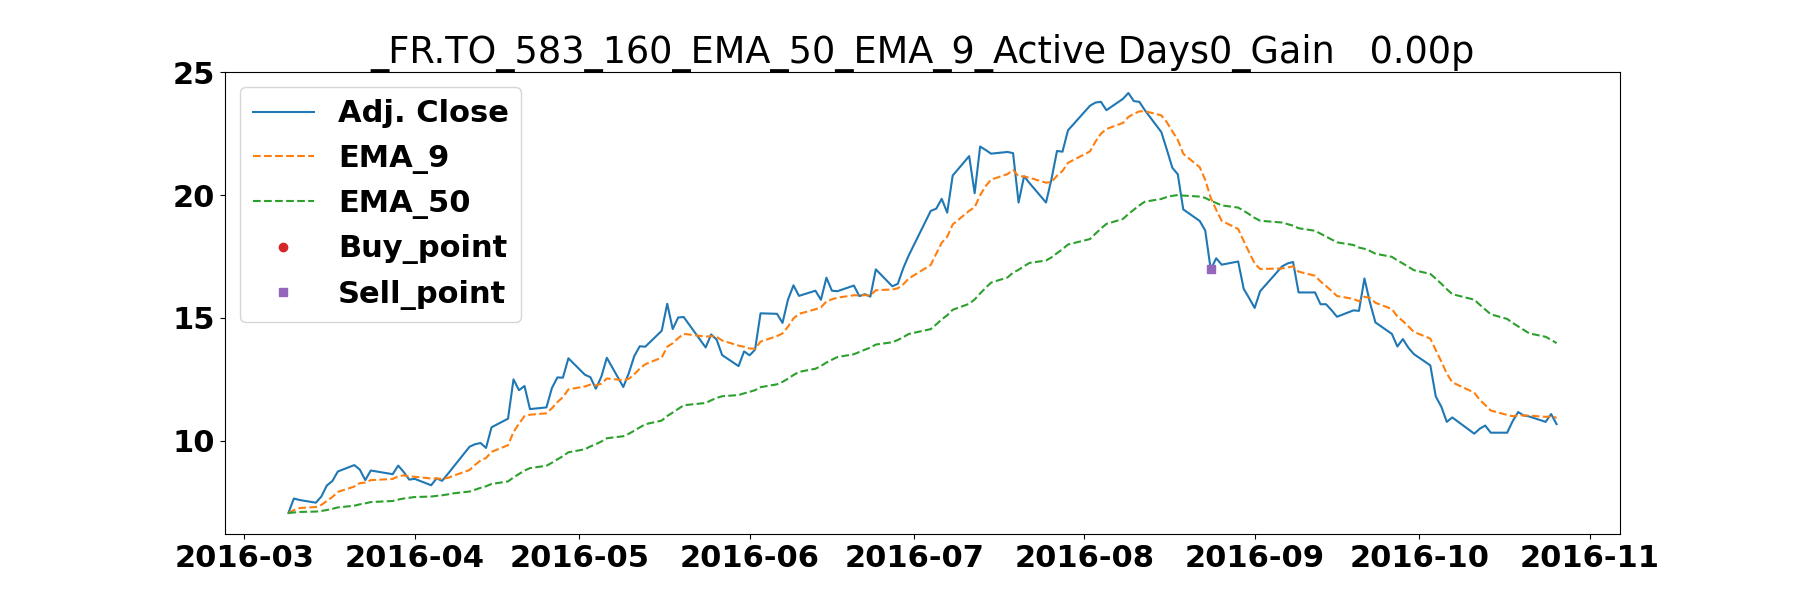 _FR.TO_583_160_EMA_50_EMA_9_Active Days0_Gain   0.00p
25
20
15
10
Adj. Close
EMA_9
EMA_50
Buy_point
Sell_point
2016-03 2016-04 2016-05 2016-06 2016-07 2016-08 2016-09 2016-10 2016-11